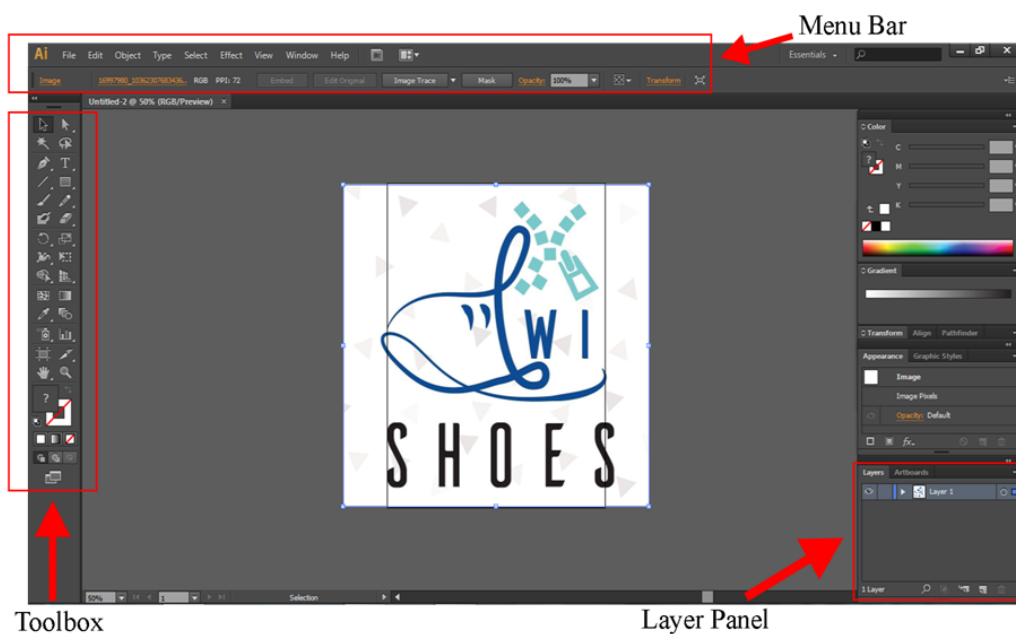 Menu Bar
Ai File Edit Object Type Select Effect View Window Help
Essentials
Image 16997980_10362307683436... RGB PPI: 72 Embed Edit Original Image Trace Mask Opacity: 100% Transform
Untitled-2 @ 50% (RGB/Preview) ×
Color
C
M
Y
K
Gradient
Transform Align Pathfinder
Appearance Graphic Styles
Image
Image Pixels
Opacity: Default
fx.
Layers Artboards
Layer 1
1 Layer
WI
SHOES
50% 1 Selection
Toolbox
Layer Panel